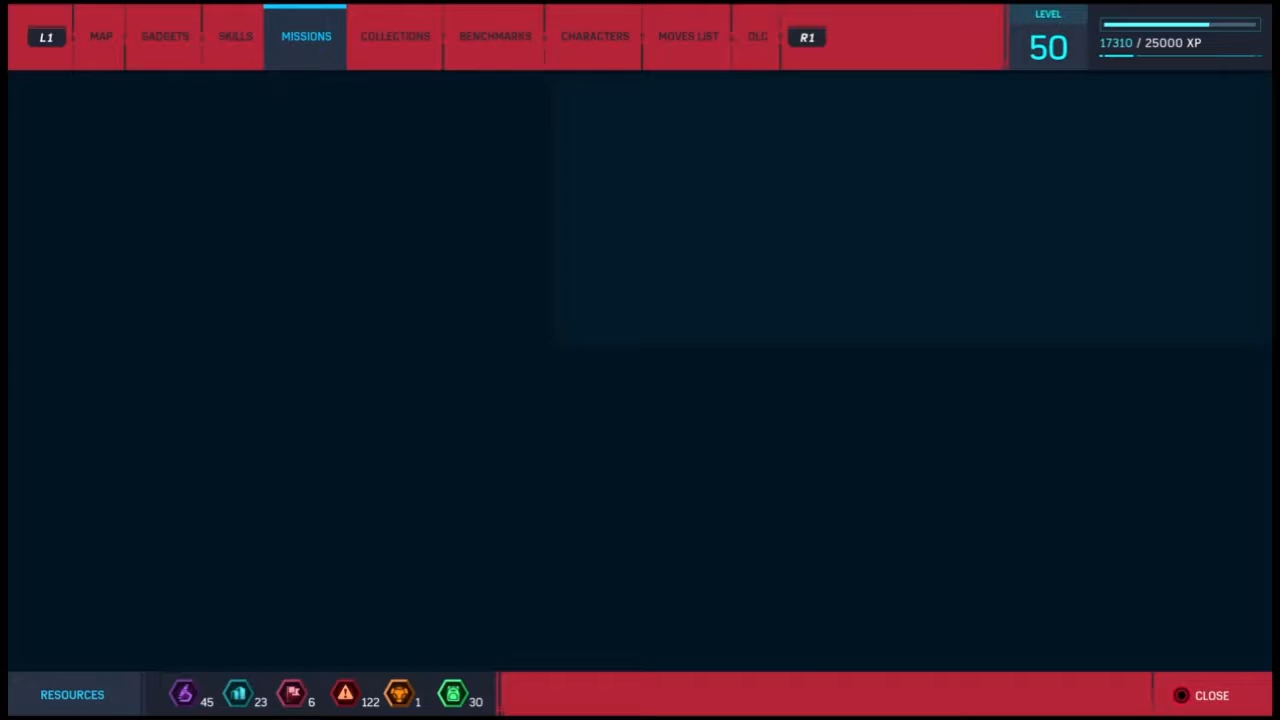 L1 MAP GADGETS SKILLS MISSIONS COLLECTIONS BENCHMARKS CHARACTERS MOVES LIST DLC R1
LEVEL
50
17310 / 25000 XP
RESOURCES 45 23 6 122 1 30 CLOSE